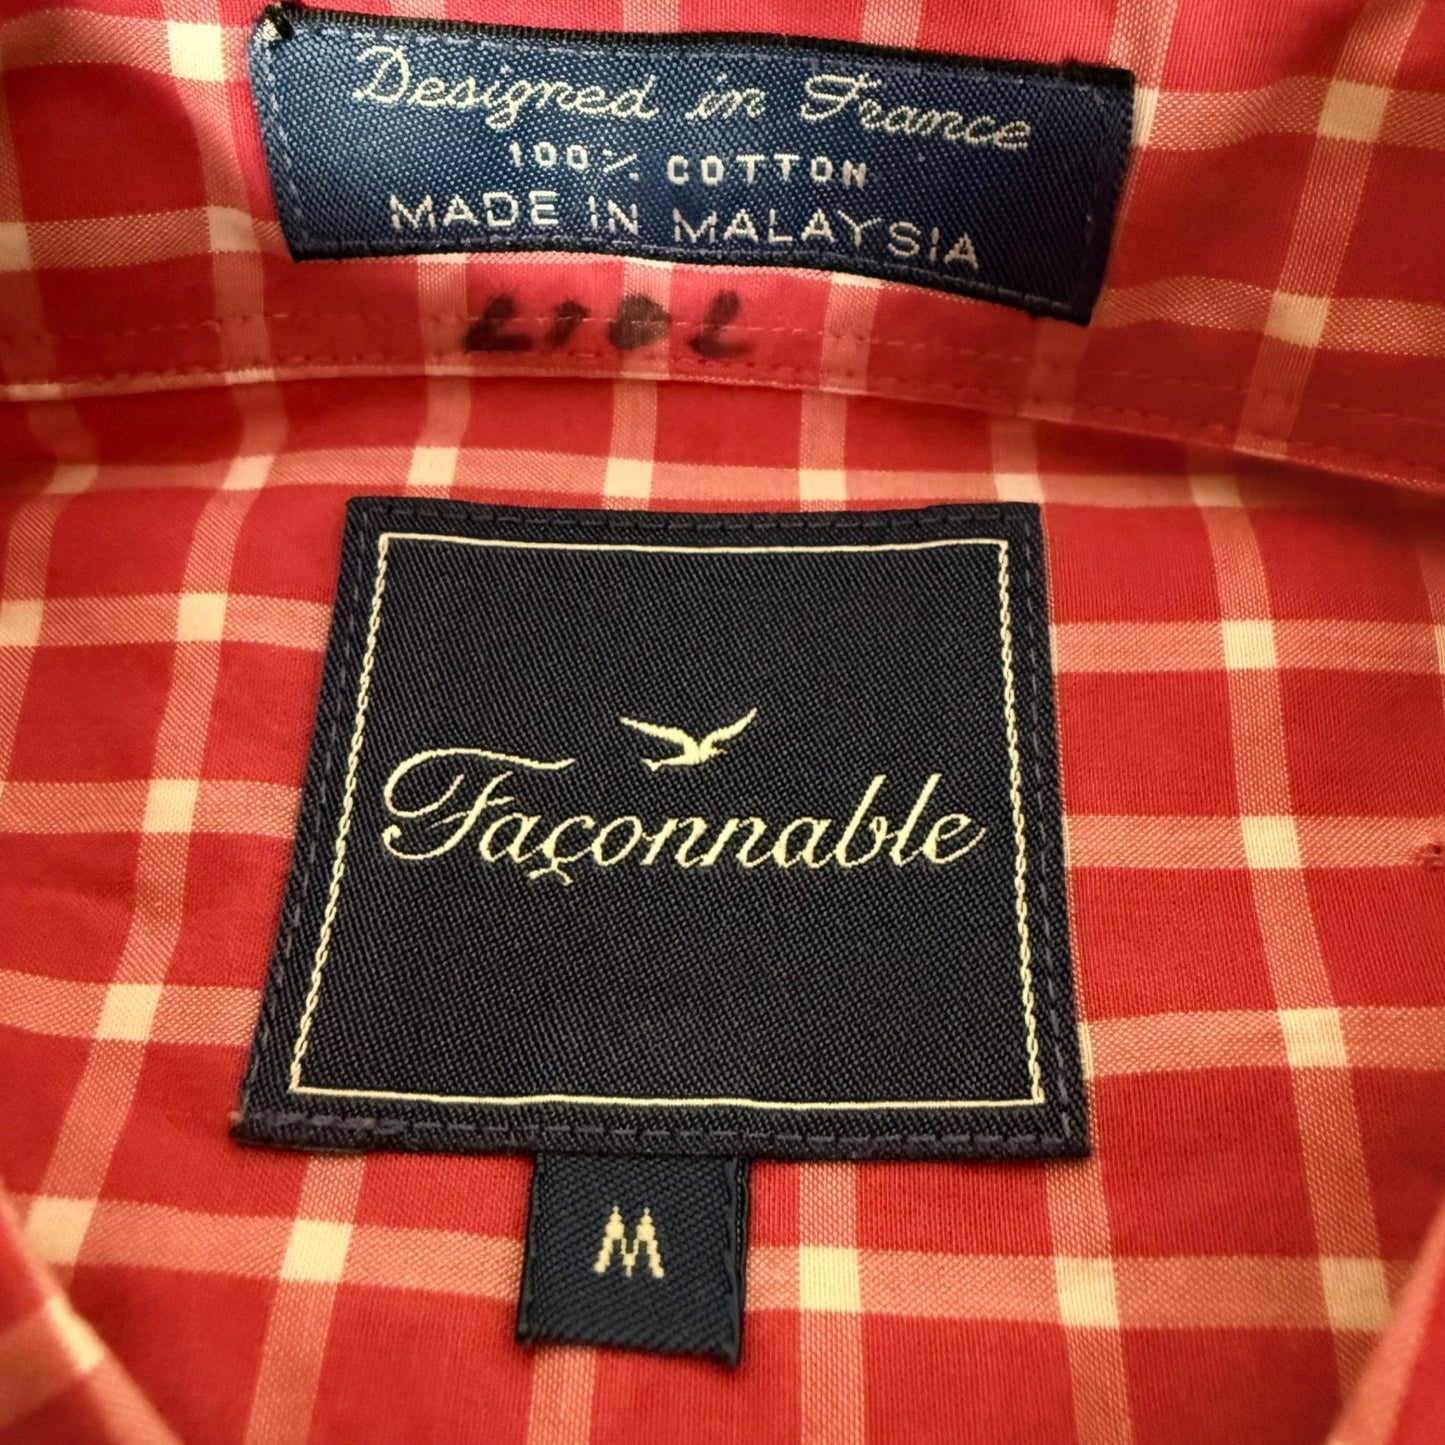 Designed in France
100% COTTON
MADE IN MALAYSIA
Façonnable
M